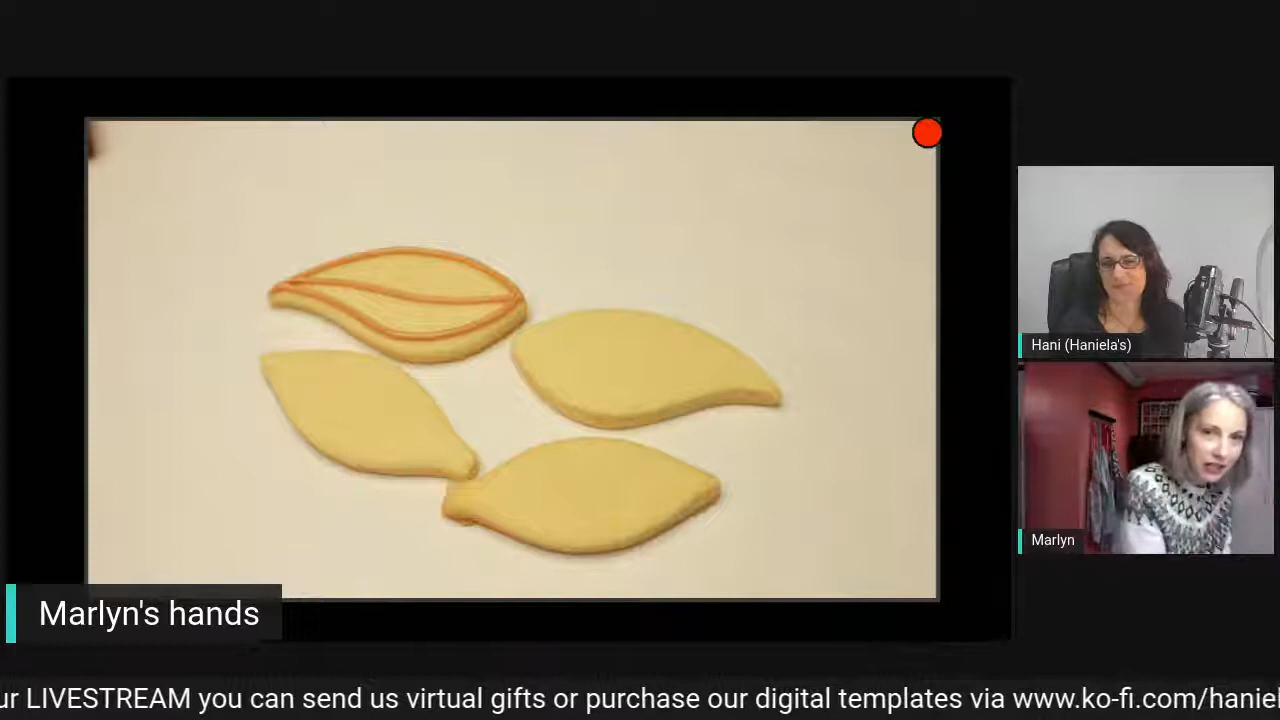 Hani (Haniela's)
Marlyn
Marlyn's hands
LIVESTREAM you can send us virtual gifts or purchase our digital templates via www.ko-fi.com/haniel